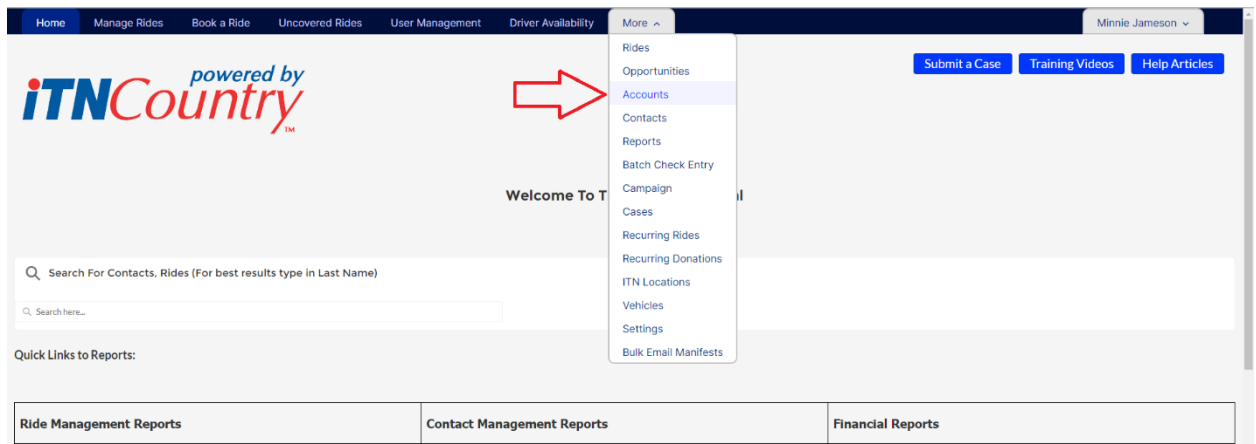 Home Manage Rides Book a Ride Uncovered Rides User Management Driver Availability More Minnie Jameson
Rides
Opportunities
Accounts
Contacts
Reports
Batch Check Entry
Campaign
Cases
Recurring Rides
Recurring Donations
ITN Locations
Vehicles
Settings
Bulk Email Manifests
Submit a Case Training Videos Help Articles
powered by
iTNCountry
TM
Welcome To T
Search For Contacts, Rides (For best results type in Last Name)
Search here...
Quick Links to Reports:
Ride Management Reports Contact Management Reports Financial Reports